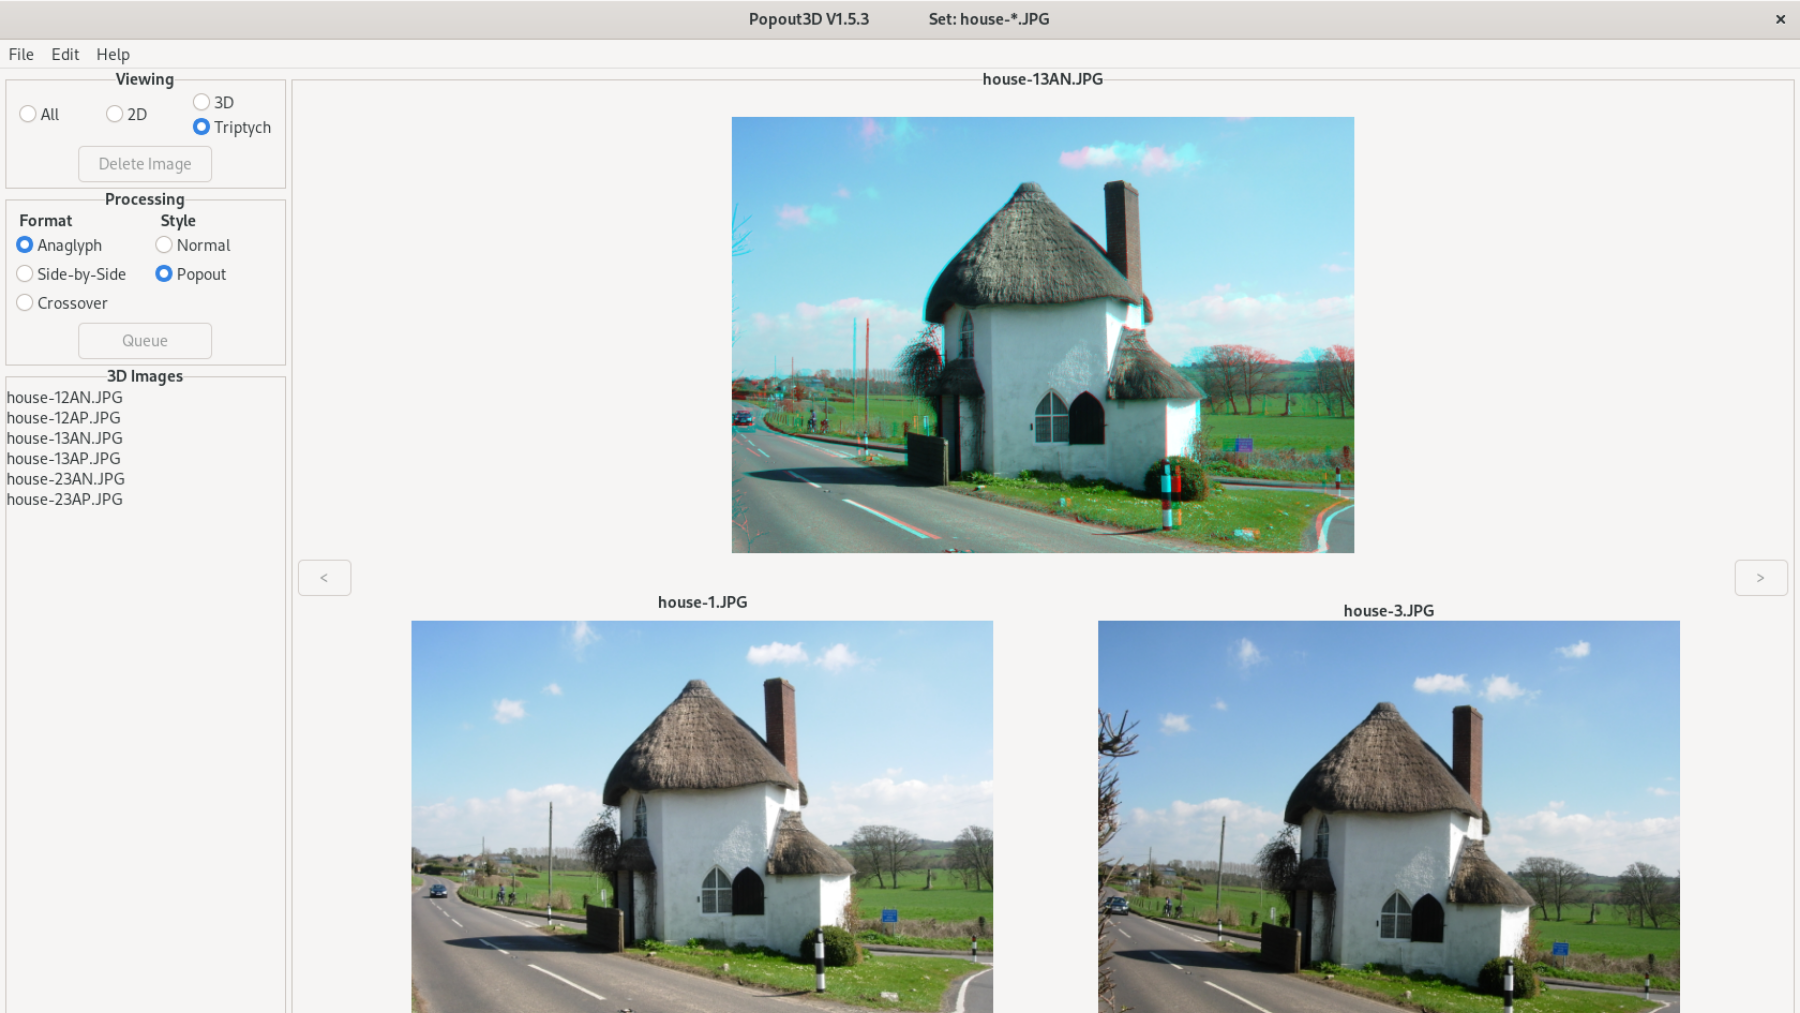 Popout3D V1.5.3 Set: house-*.JPG ×
File Edit Help
Viewing
All 2D 3D
Triptych
Delete Image
Processing
Format Style
Anaglyph Normal
Side-by-Side Popout
Crossover
Queue
3D Images
house-12AN.JPG
house-12AP.JPG
house-13AN.JPG
house-13AP.JPG
house-23AN.JPG
house-23AP.JPG
house-13AN.JPG
< >
house-1.JPG
house-3.JPG